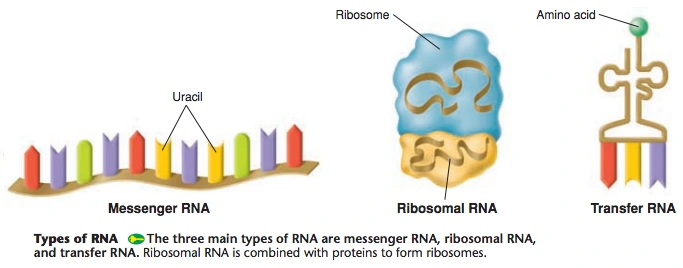 Ribosome
Amino acid
Uracil
Messenger RNA
Ribosomal RNA
Transfer RNA
Types of RNA The three main types of RNA are messenger RNA, ribosomal RNA,
and transfer RNA. Ribosomal RNA is combined with proteins to form ribosomes.